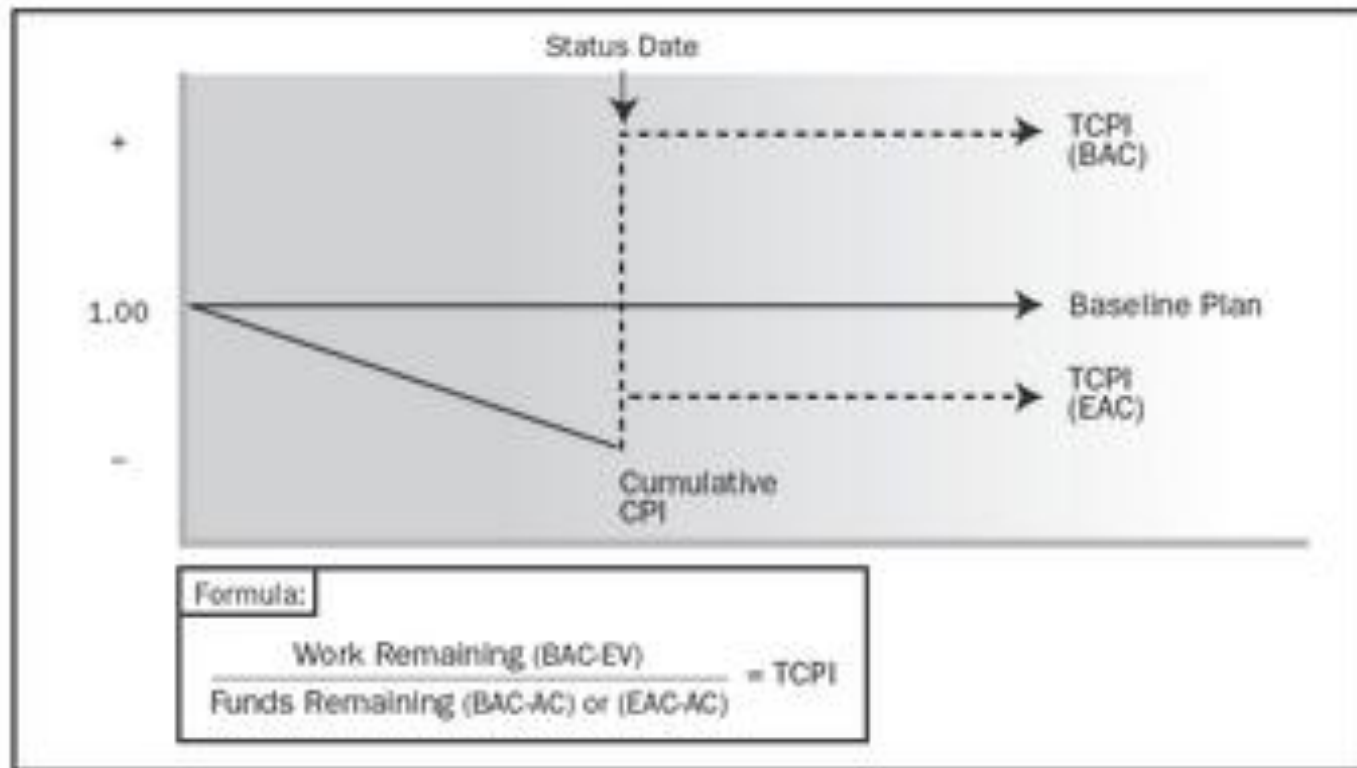 Status Date
+
TCPI
(BAC)
1.00
Baseline Plan
TCPI
(EAC)
–
Cumulative
CPI
Formula:
Work Remaining (BAC-EV)
Funds Remaining (BAC-AC) or (EAC-AC)
= TCPI